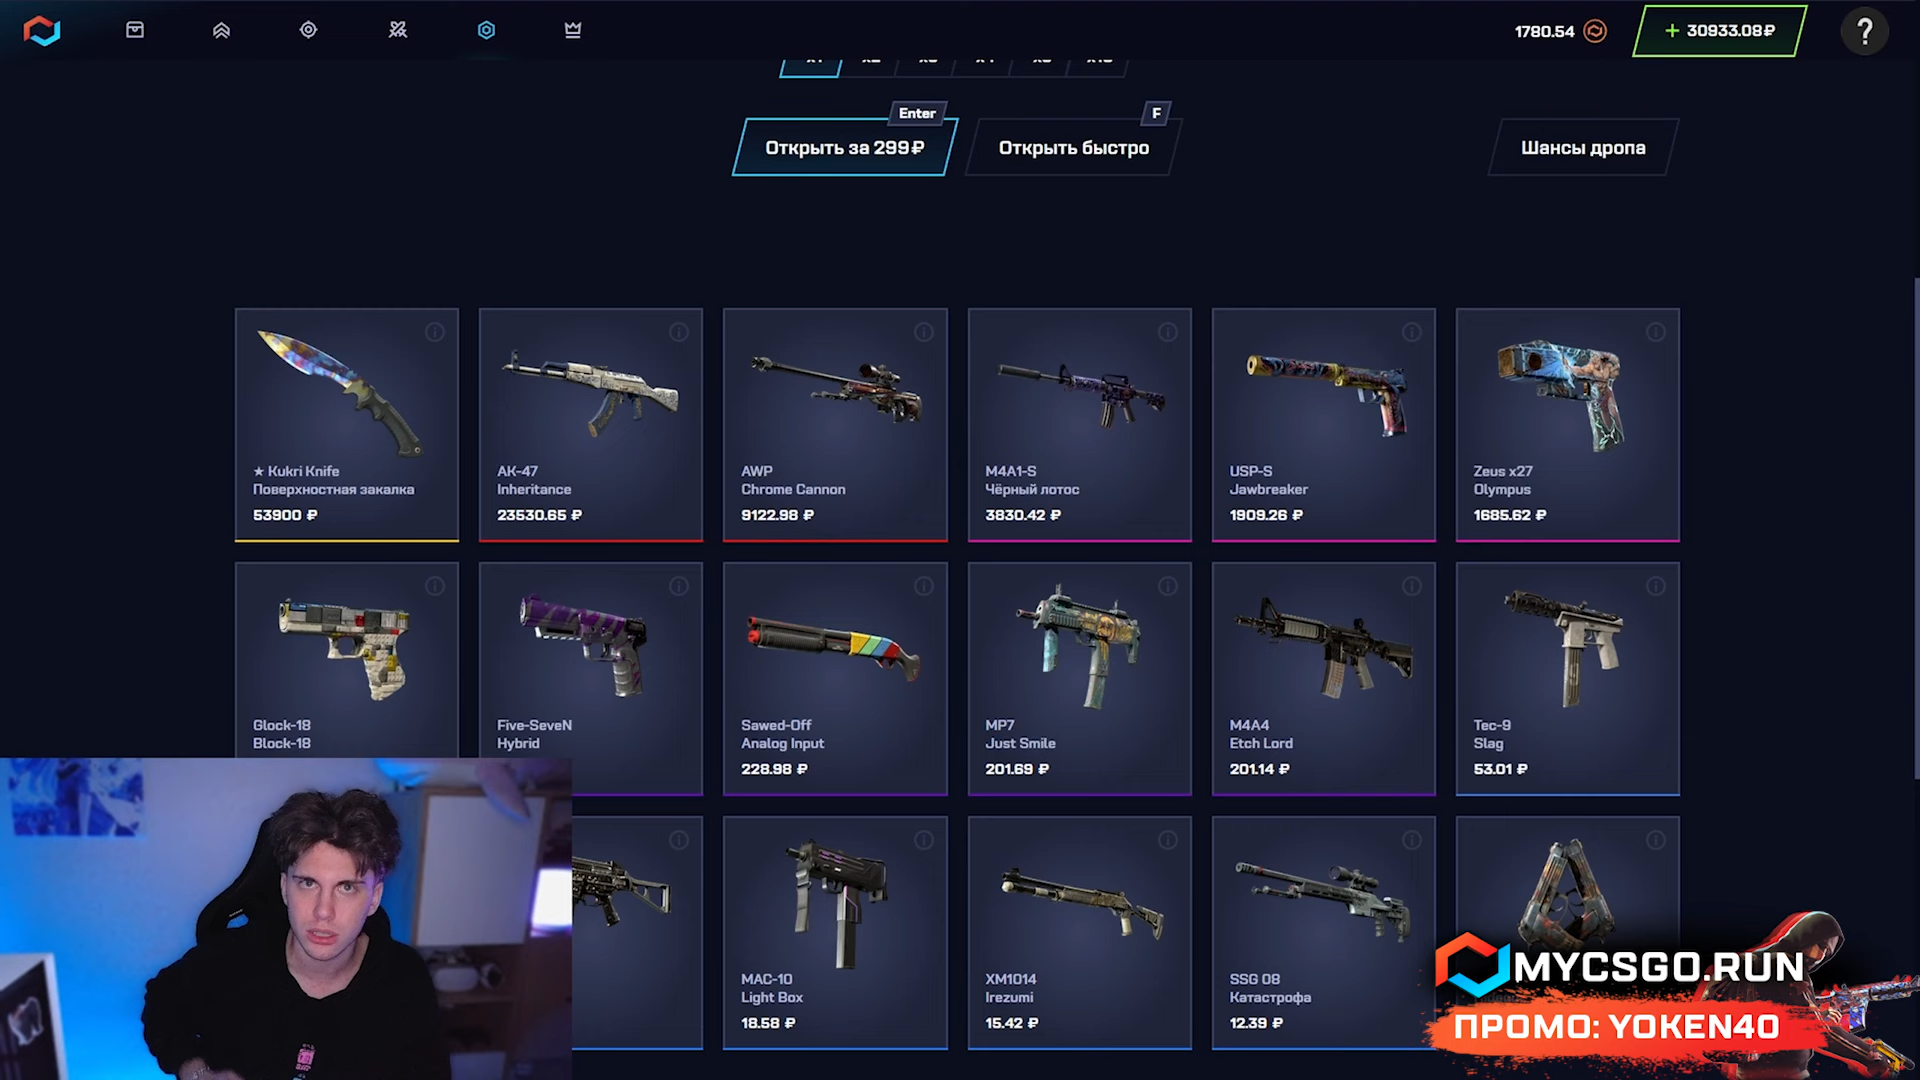 1780.54
+ 30933.08₽
?
Enter
F
Открыть за 299₽
Открыть быстро
Шансы дропа
★ Kukri Knife
Поверхностная закалка
53900 ₽
AK-47
Inheritance
23530.65 ₽
AWP
Chrome Cannon
9122.98 ₽
M4A1-S
Чёрный лотос
3830.42 ₽
USP-S
Jawbreaker
1909.26 ₽
Zeus x27
Olympus
1685.62 ₽
Glock-18
Block-18
Five-SeveN
Hybrid
Sawed-Off
Analog Input
228.98 ₽
MP7
Just Smile
201.69 ₽
M4A4
Etch Lord
201.14 ₽
Tec-9
Slag
53.01 ₽
MAC-10
Light Box
18.58 ₽
XM1014
Irezumi
15.42 ₽
SSG 08
Катастрофа
12.39 ₽
MYCSGO.RUN
ПРОМО: YOKEN40